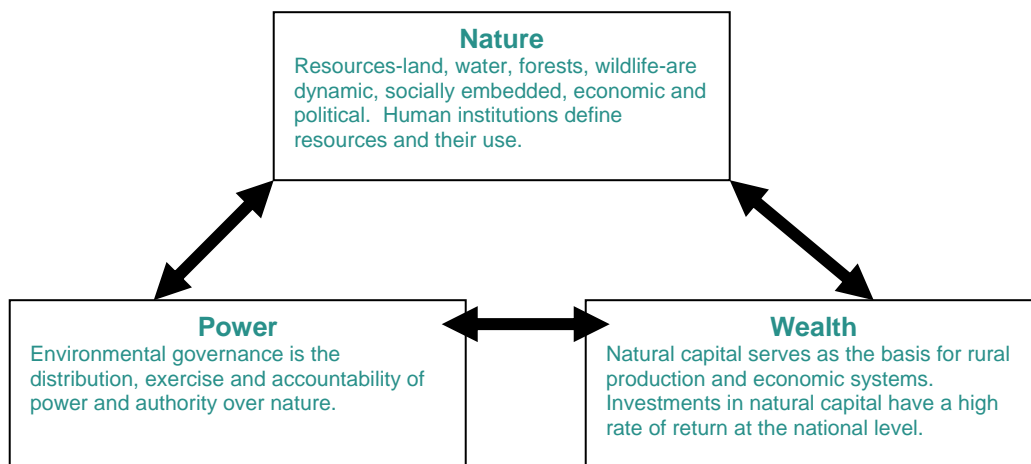 Nature
Resources-land, water, forests, wildlife-are
dynamic, socially embedded, economic and
political.  Human institutions define
resources and their use.
Power
Environmental governance is the
distribution, exercise and accountability of
power and authority over nature.
Wealth
Natural capital serves as the basis for rural
production and economic systems.
Investments in natural capital have a high
rate of return at the national level.